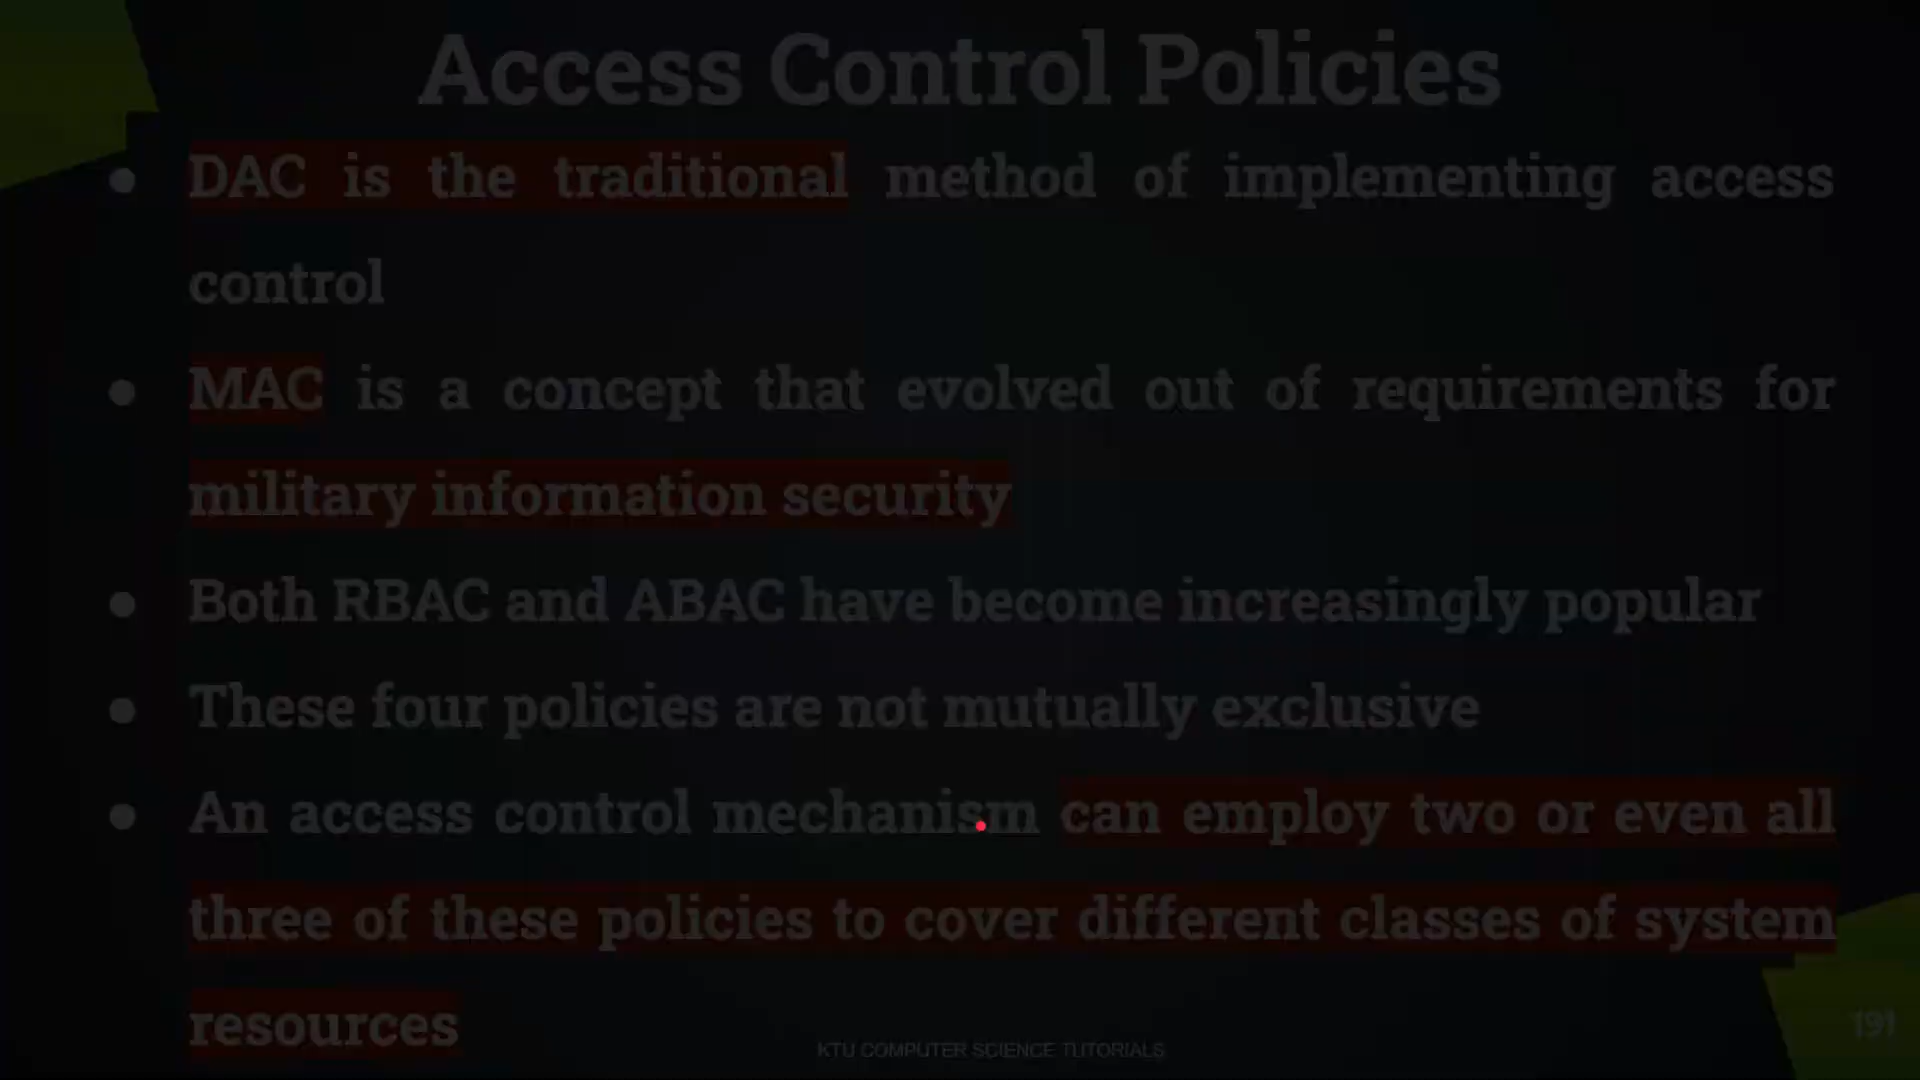 Access Control Policies
● DAC is the traditional method of implementing access
control
● MAC is a concept that evolved out of requirements for
military information security
● Both RBAC and ABAC have become increasingly popular
● These four policies are not mutually exclusive
● An access control mechanism can employ two or even all
three of these policies to cover different classes of system
resources
KTU COMPUTER SCIENCE TUTORIALS
191